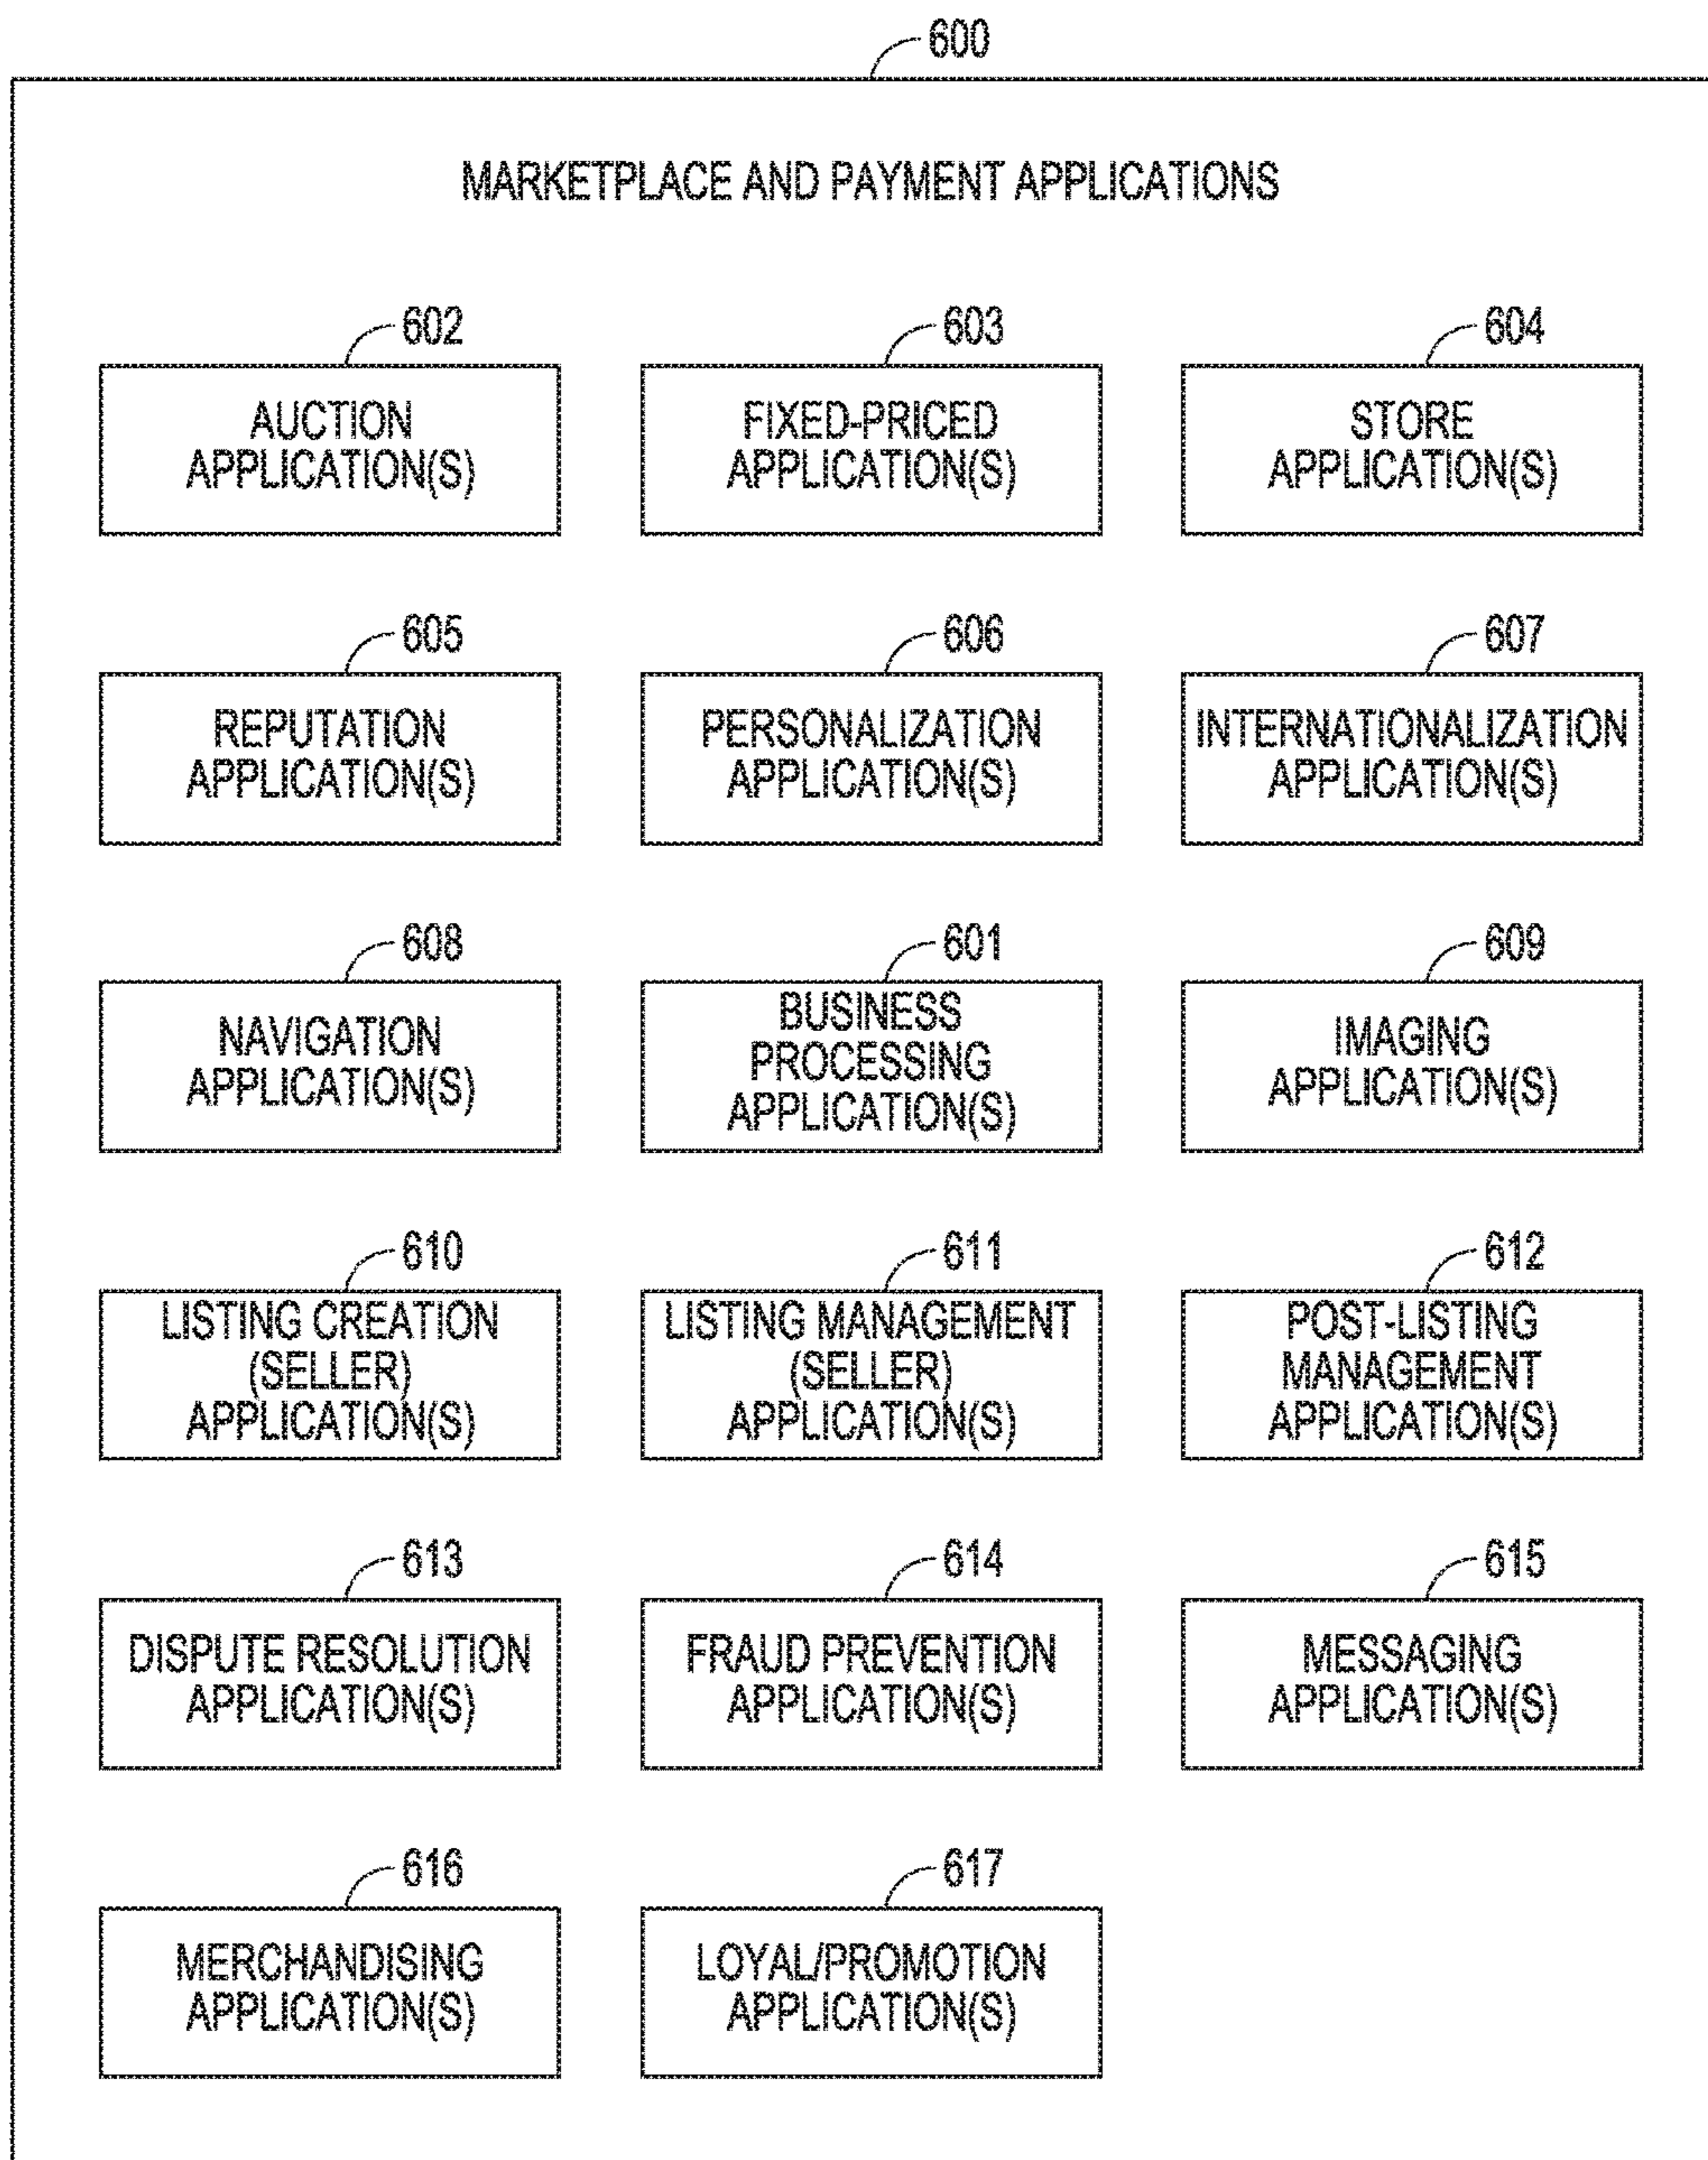 600
MARKETPLACE AND PAYMENT APPLICATIONS
602
AUCTION
APPLICATION(S)
603
FIXED-PRICED
APPLICATION(S)
604
STORE
APPLICATION(S)
605
REPUTATION
APPLICATION(S)
606
PERSONALIZATION
APPLICATION(S)
607
INTERNATIONALIZATION
APPLICATION(S)
608
NAVIGATION
APPLICATION(S)
601
BUSINESS
PROCESSING
APPLICATION(S)
609
IMAGING
APPLICATION(S)
610
LISTING CREATION
(SELLER)
APPLICATION(S)
611
LISTING MANAGEMENT
(SELLER)
APPLICATION(S)
612
POST-LISTING
MANAGEMENT
APPLICATION(S)
613
DISPUTE RESOLUTION
APPLICATION(S)
614
FRAUD PREVENTION
APPLICATION(S)
615
MESSAGING
APPLICATION(S)
616
MERCHANDISING
APPLICATION(S)
617
LOYAL/PROMOTION
APPLICATION(S)